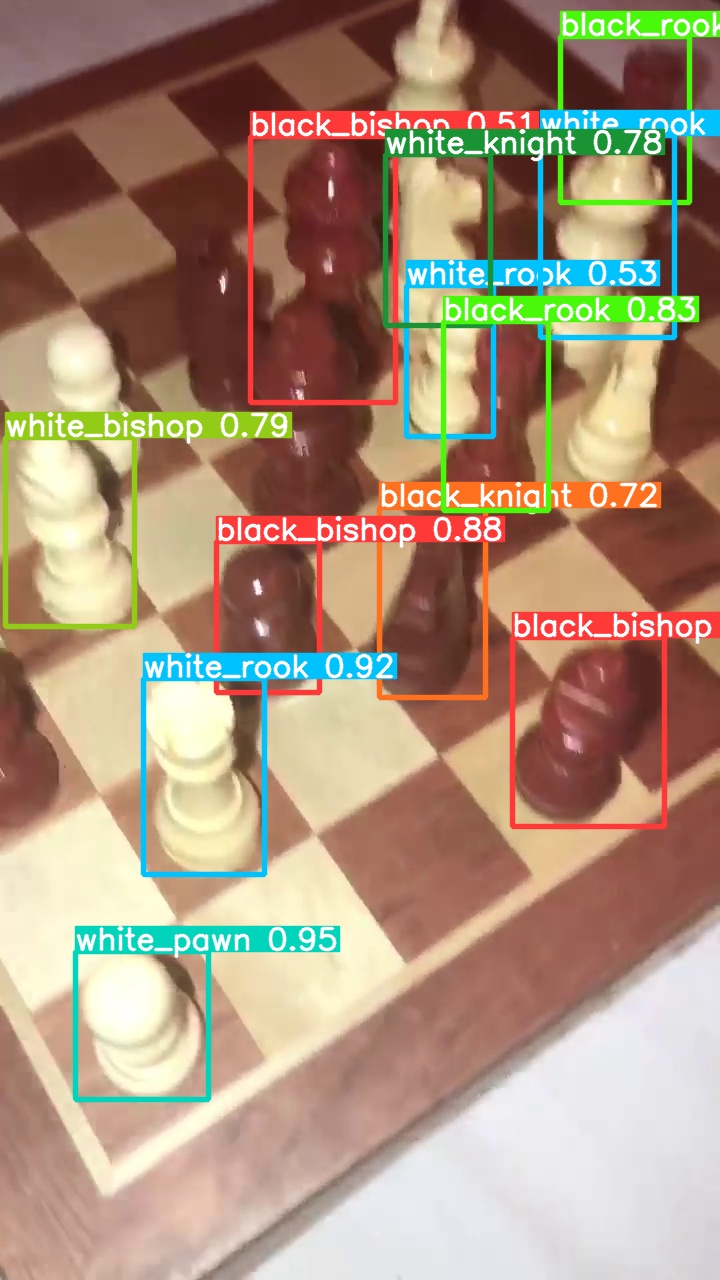 black_rook
black_bishop 0.51
white_rook
white_knight 0.78
white_rook 0.53
black_rook 0.83
white_bishop 0.79
black_knight 0.72
black_bishop 0.88
black_bishop
white_rook 0.92
white_pawn 0.95